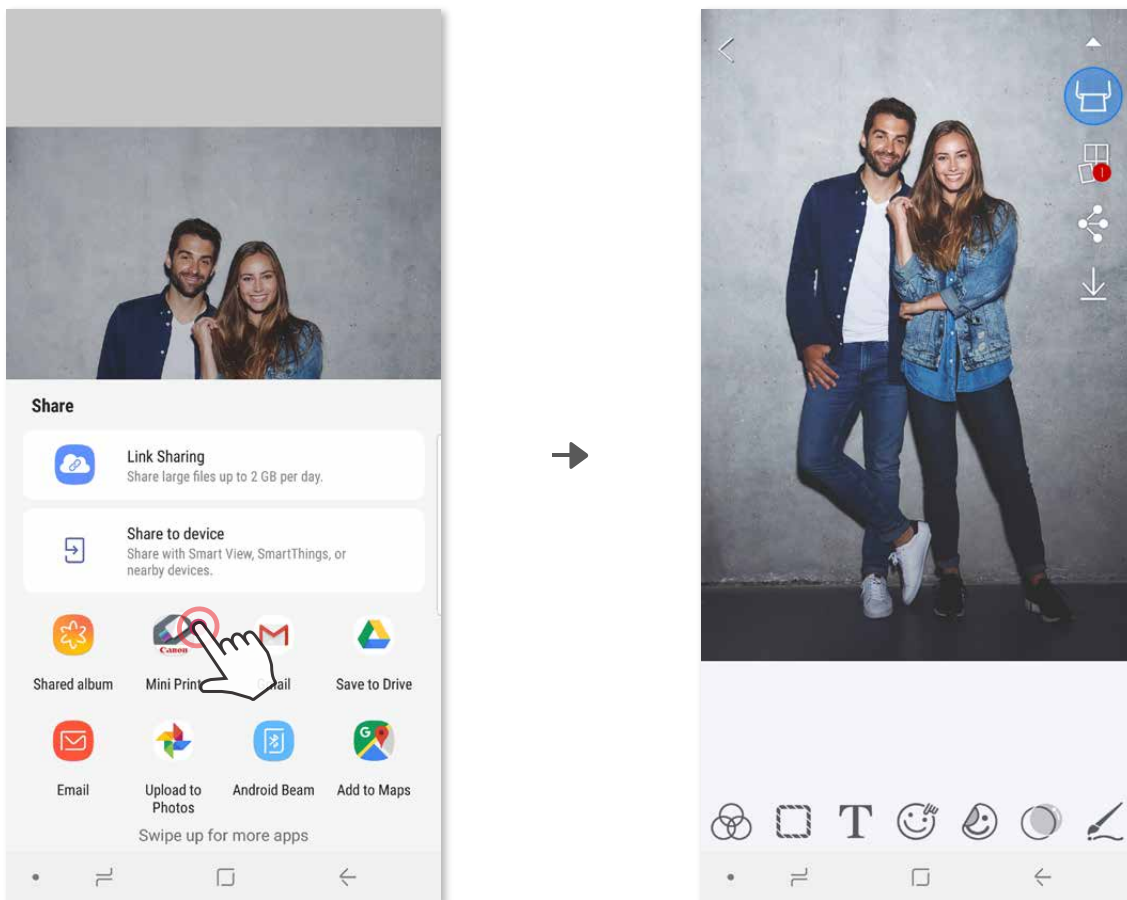 Share
Link Sharing
Share large files up to 2 GB per day.
Share to device
Share with Smart View, SmartThings, or
nearby devices.
Canon
Shared album
Mini Print
ail
Save to Drive
G
Email
Upload to
Photos
Android Beam
Add to Maps
Swipe up for more apps
1
T